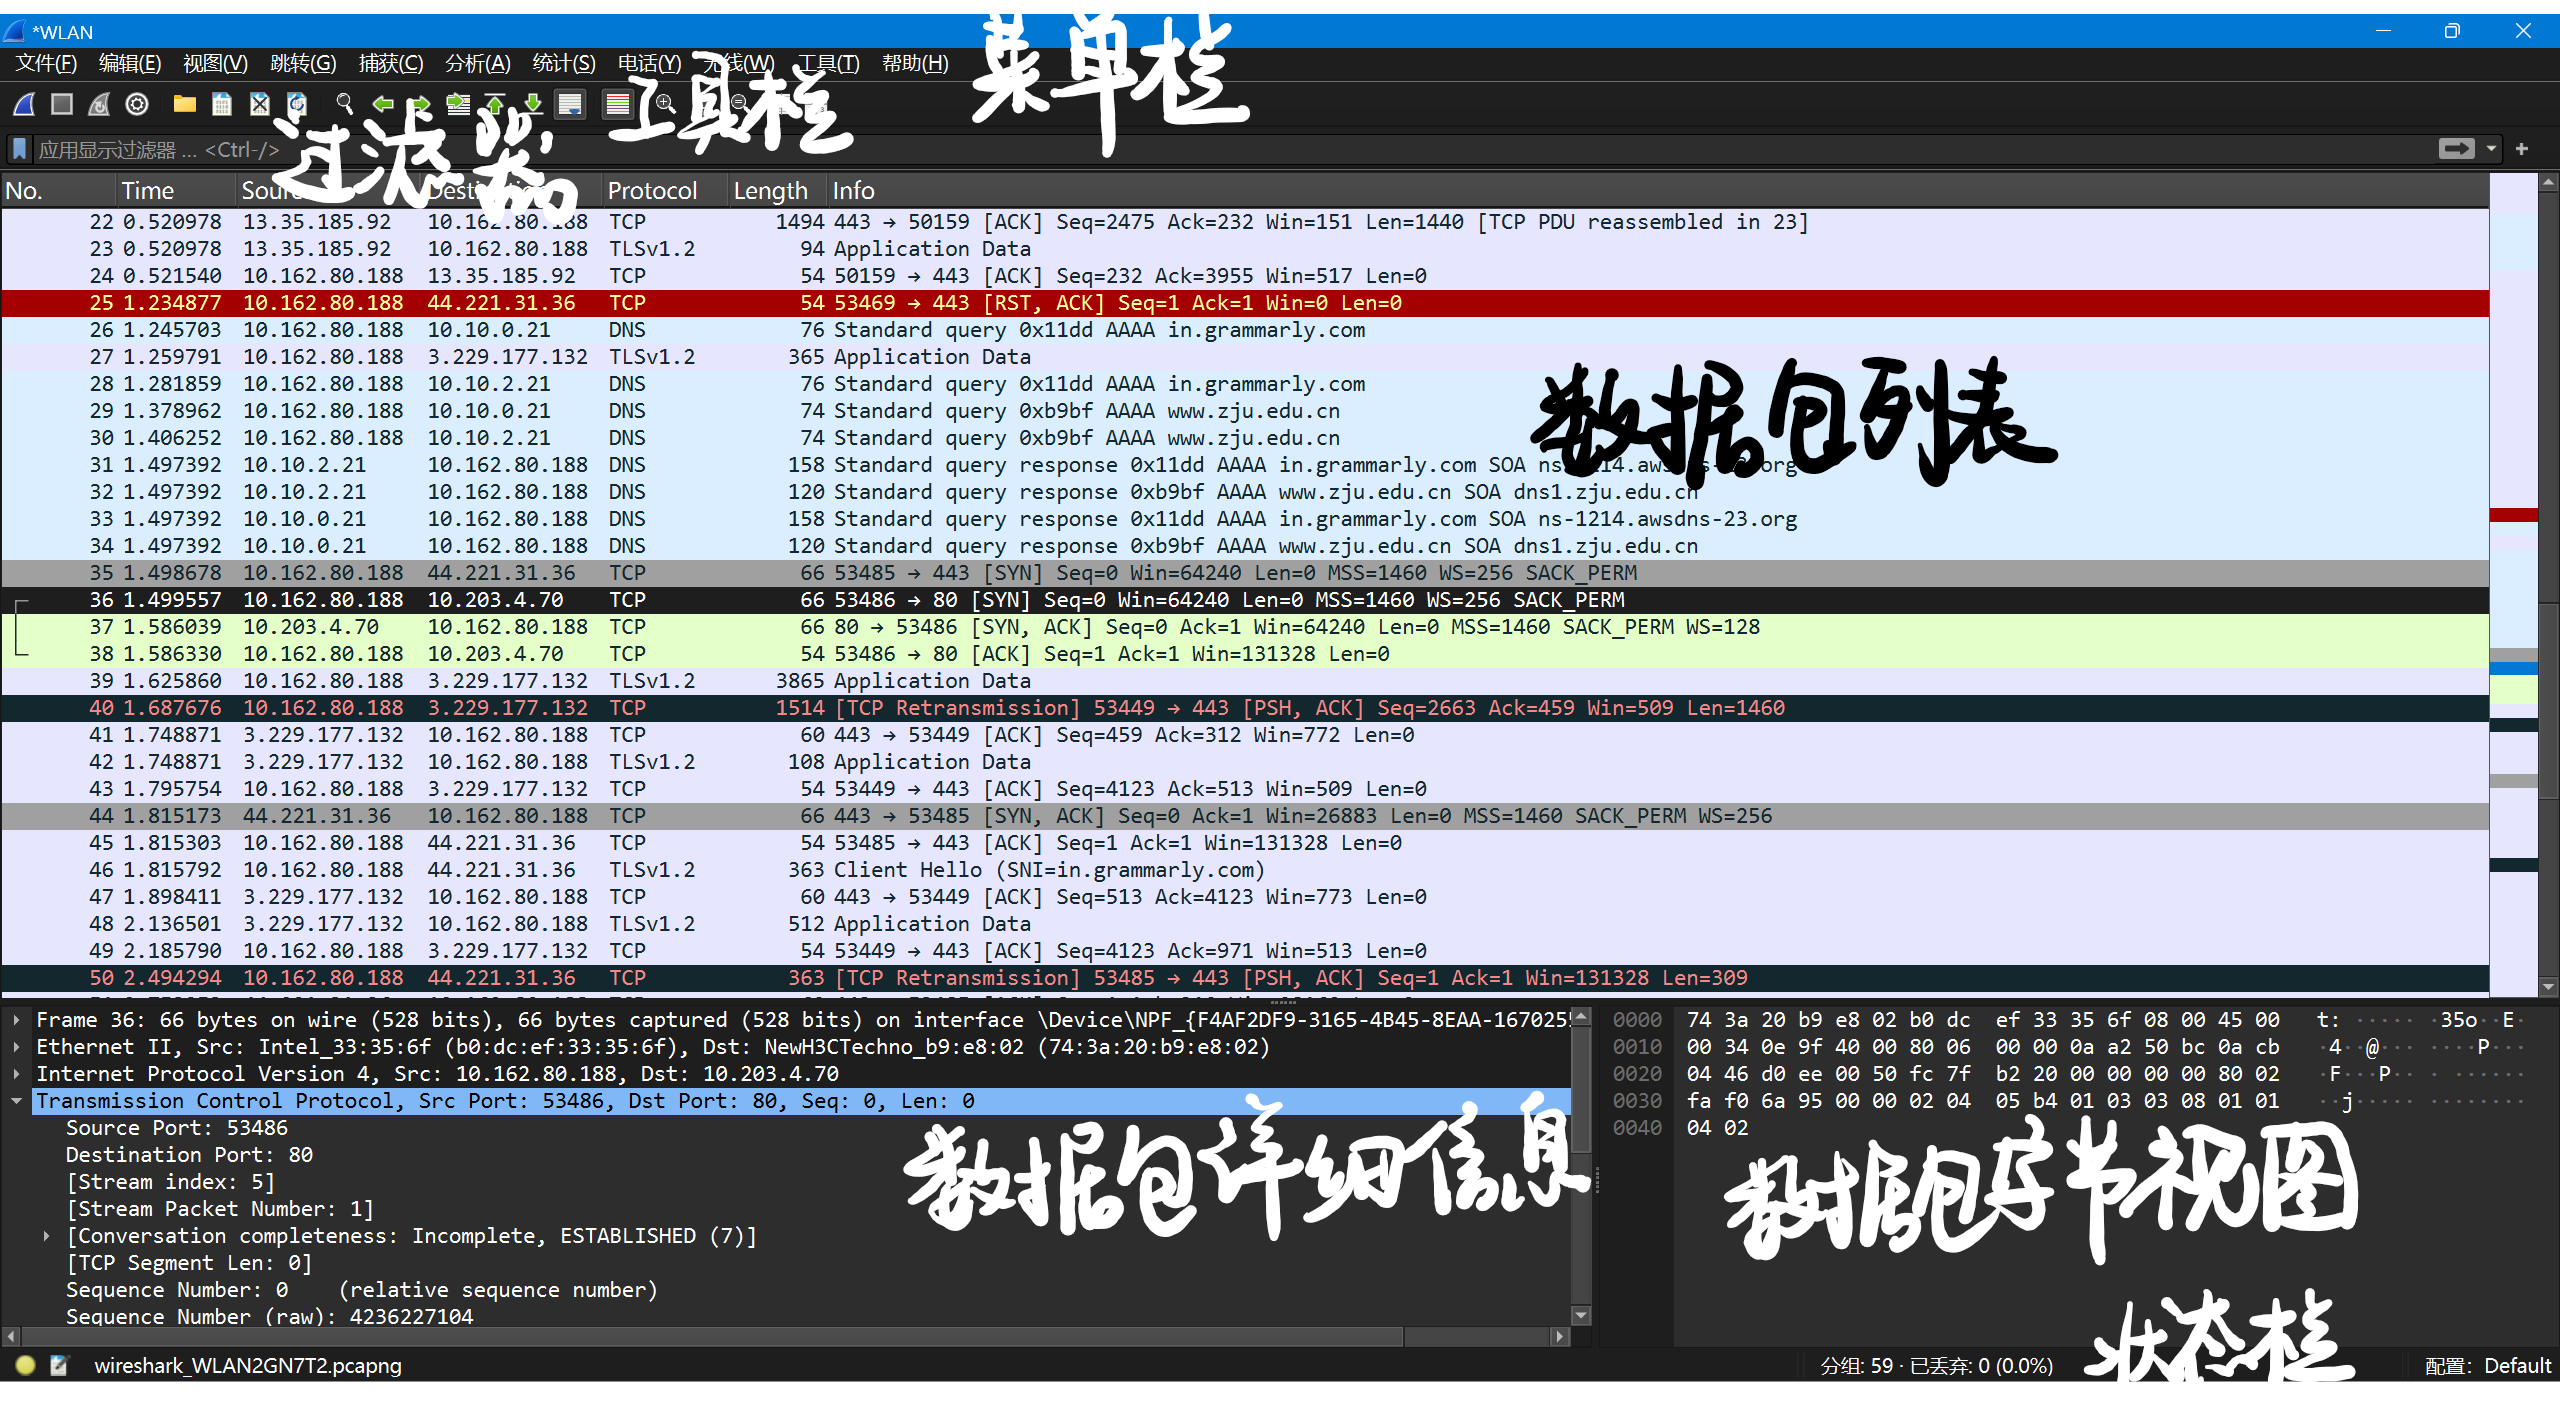 *WLAN
文件(F) 编辑(E) 视图(V) 跳转(G) 捕获(C) 分析(A) 统计(S) 电话(Y) 无线(W) 工具(T) 帮助(H) 菜单栏
工具栏
应用显示过滤器 … <Ctrl-/> 过滤器
No. Time Source Destination Protocol Length Info
22 0.520978 13.35.185.92 10.162.80.188 TCP 1494 443 → 50159 [ACK] Seq=2475 Ack=232 Win=151 Len=1440 [TCP PDU reassembled in 23]
23 0.520978 13.35.185.92 10.162.80.188 TLSv1.2 94 Application Data
24 0.521540 10.162.80.188 13.35.185.92 TCP 54 50159 → 443 [ACK] Seq=232 Ack=3955 Win=517 Len=0
25 1.234877 10.162.80.188 44.221.31.36 TCP 54 53469 → 443 [RST, ACK] Seq=1 Ack=1 Win=0 Len=0
26 1.245703 10.162.80.188 10.10.0.21 DNS 76 Standard query 0x11dd AAAA in.grammarly.com
27 1.259791 10.162.80.188 3.229.177.132 TLSv1.2 365 Application Data
28 1.281859 10.162.80.188 10.10.2.21 DNS 76 Standard query 0x11dd AAAA in.grammarly.com
29 1.378962 10.162.80.188 10.10.0.21 DNS 74 Standard query 0xb9bf AAAA www.zju.edu.cn
30 1.406252 10.162.80.188 10.10.2.21 DNS 74 Standard query 0xb9bf AAAA www.zju.edu.cn
数据包列表
31 1.497392 10.10.2.21 10.162.80.188 DNS 158 Standard query response 0x11dd AAAA in.grammarly.com SOA ns-1214.awsdns-23.org
32 1.497392 10.10.2.21 10.162.80.188 DNS 120 Standard query response 0xb9bf AAAA www.zju.edu.cn SOA dns1.zju.edu.cn
33 1.497392 10.10.0.21 10.162.80.188 DNS 158 Standard query response 0x11dd AAAA in.grammarly.com SOA ns-1214.awsdns-23.org
34 1.497392 10.10.0.21 10.162.80.188 DNS 120 Standard query response 0xb9bf AAAA www.zju.edu.cn SOA dns1.zju.edu.cn
35 1.498678 10.162.80.188 44.221.31.36 TCP 66 53485 → 443 [SYN] Seq=0 Win=64240 Len=0 MSS=1460 WS=256 SACK_PERM
36 1.499557 10.162.80.188 10.203.4.70 TCP 66 53486 → 80 [SYN] Seq=0 Win=64240 Len=0 MSS=1460 WS=256 SACK_PERM
37 1.586039 10.203.4.70 10.162.80.188 TCP 66 80 → 53486 [SYN, ACK] Seq=0 Ack=1 Win=64240 Len=0 MSS=1460 SACK_PERM WS=128
38 1.586330 10.162.80.188 10.203.4.70 TCP 54 53486 → 80 [ACK] Seq=1 Ack=1 Win=131328 Len=0
39 1.625860 10.162.80.188 3.229.177.132 TLSv1.2 3865 Application Data
40 1.687676 10.162.80.188 3.229.177.132 TCP 1514 [TCP Retransmission] 53449 → 443 [PSH, ACK] Seq=2663 Ack=459 Win=509 Len=1460
41 1.748871 3.229.177.132 10.162.80.188 TCP 60 443 → 53449 [ACK] Seq=459 Ack=312 Win=772 Len=0
42 1.748871 3.229.177.132 10.162.80.188 TLSv1.2 108 Application Data
43 1.795754 10.162.80.188 3.229.177.132 TCP 54 53449 → 443 [ACK] Seq=4123 Ack=513 Win=509 Len=0
44 1.815173 44.221.31.36 10.162.80.188 TCP 66 443 → 53485 [SYN, ACK] Seq=0 Ack=1 Win=26883 Len=0 MSS=1460 SACK_PERM WS=256
45 1.815303 10.162.80.188 44.221.31.36 TCP 54 53485 → 443 [ACK] Seq=1 Ack=1 Win=131328 Len=0
46 1.815792 10.162.80.188 44.221.31.36 TLSv1.2 363 Client Hello (SNI=in.grammarly.com)
47 1.898411 3.229.177.132 10.162.80.188 TCP 60 443 → 53449 [ACK] Seq=513 Ack=4123 Win=773 Len=0
48 2.136501 3.229.177.132 10.162.80.188 TLSv1.2 512 Application Data
49 2.185790 10.162.80.188 3.229.177.132 TCP 54 53449 → 443 [ACK] Seq=4123 Ack=971 Win=513 Len=0
50 2.494294 10.162.80.188 44.221.31.36 TCP 363 [TCP Retransmission] 53485 → 443 [PSH, ACK] Seq=1 Ack=1 Win=131328 Len=309
Frame 36: 66 bytes on wire (528 bits), 66 bytes captured (528 bits) on interface \Device\NPF_{F4AF2DF9-3165-4B45-8EAA-167025
Ethernet II, Src: Intel_33:35:6f (b0:dc:ef:33:35:6f), Dst: NewH3CTechno_b9:e8:02 (74:3a:20:b9:e8:02)
Internet Protocol Version 4, Src: 10.162.80.188, Dst: 10.203.4.70
Transmission Control Protocol, Src Port: 53486, Dst Port: 80, Seq: 0, Len: 0
Source Port: 53486
Destination Port: 80
[Stream index: 5]
[Stream Packet Number: 1]
[Conversation completeness: Incomplete, ESTABLISHED (7)]
[TCP Segment Len: 0]
Sequence Number: 0 (relative sequence number)
Sequence Number (raw): 4236227104
数据包详细信息
0000 74 3a 20 b9 e8 02 b0 dc ef 33 35 6f 08 00 45 00 t: ····· ·35o··E·
0010 00 34 0e 9f 40 00 80 06 00 00 0a a2 50 bc 0a cb ·4··@··· ····P···
0020 04 46 d0 ee 00 50 fc 7f b2 20 00 00 00 00 80 02 ·F···P·· · ······
0030 fa f0 6a 95 00 00 02 04 05 b4 01 03 03 08 01 01 ··j····· ········
0040 04 02
数据包字节视图
状态栏
wireshark_WLAN2GN7T2.pcapng 分组: 59 · 已丢弃: 0 (0.0%) 配置: Default